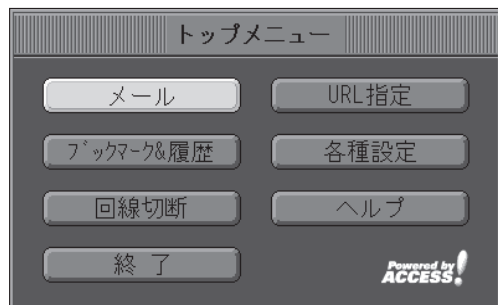 トップメニュー
メール
URL指定
ﾌﾞｯｸﾏｰｸ&履歴
各種設定
回線切断
ヘルプ
終 了
Powered by
ACCESS!